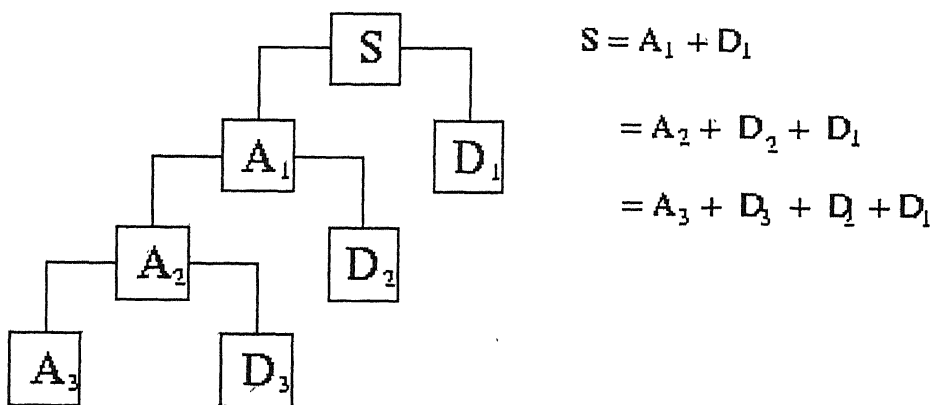 S
S = A₁ + D₁
A₁
D₁
= A₂ + D₂ + D₁
A₂
D₂
= A₃ + D₃ + D₂ + D₁
A₃
D₃